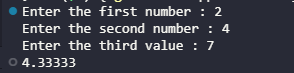 Enter the first number : 2
Enter the second number : 4
Enter the third value : 7
4.33333